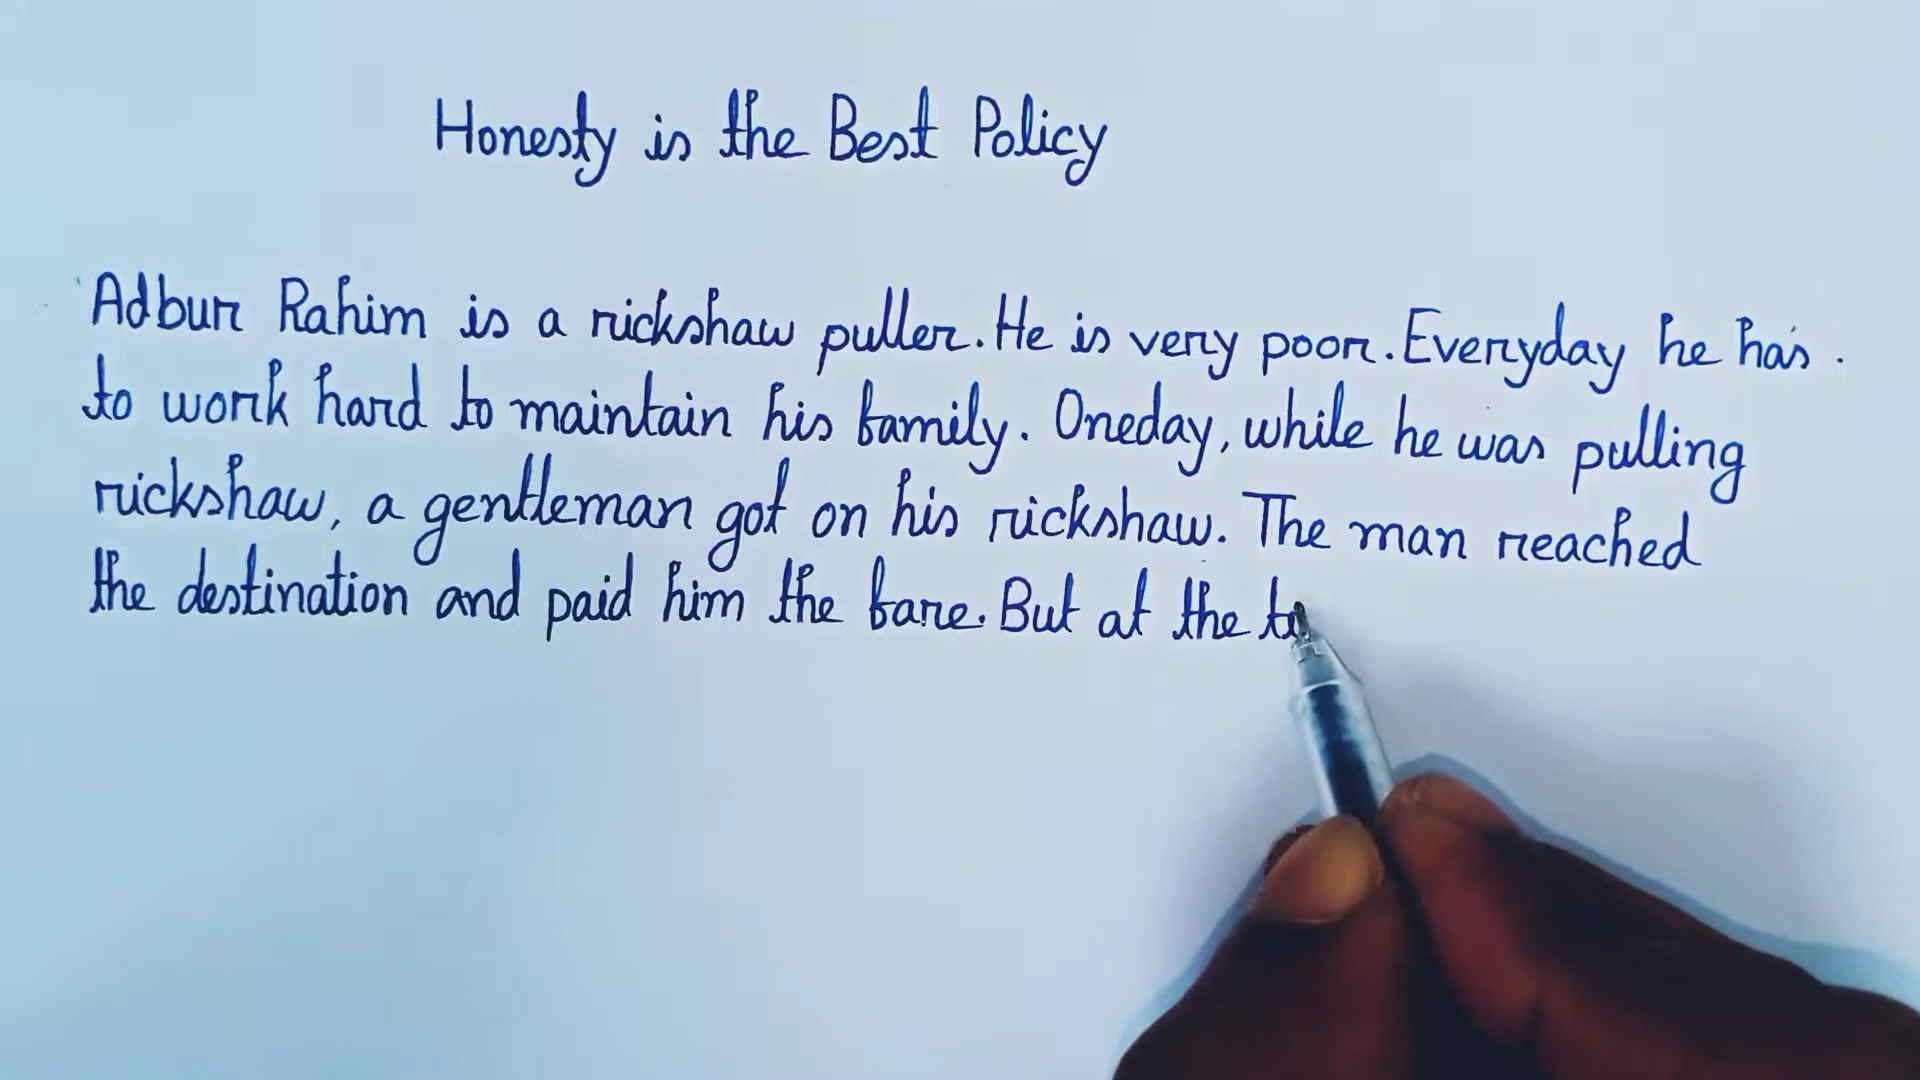 Honesty is the Best Policy
Adbur Rahim is a rickshaw puller. He is very poor. Everyday he has
to work hard to maintain his family. Oneday, while he was pulling
rickshaw, a gentleman got on his rickshaw. The man reached
the destination and paid him the fare. But at the